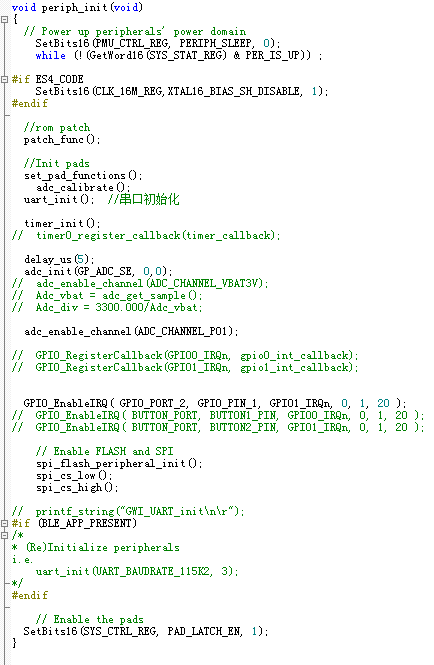 void periph_init(void)
{
  // Power up peripherals' power domain
    SetBits16(PMU_CTRL_REG, PERIPH_SLEEP, 0);
    while (!(GetWord16(SYS_STAT_REG) & PER_IS_UP)) ;

#if ES4_CODE
    SetBits16(CLK_16M_REG,XTAL16_BIAS_SH_DISABLE, 1);
#endif

  //rom patch
  patch_func();

  //Init pads
  set_pad_functions();
    adc_calibrate();
  uart_init();  //串口初始化

  timer_init();
//  timer0_register_callback(timer_callback);

  delay_us(5);
  adc_init(GP_ADC_SE, 0,0);
//  adc_enable_channel(ADC_CHANNEL_VBAT3V);
//  Adc_vbat = adc_get_sample();
//  Adc_div = 3300.000/Adc_vbat;

  adc_enable_channel(ADC_CHANNEL_P01);

//  GPIO_RegisterCallback(GPIO0_IRQn, gpio0_int_callback);
//  GPIO_RegisterCallback(GPIO1_IRQn, gpio1_int_callback);


  GPIO_EnableIRQ( GPIO_PORT_2, GPIO_PIN_1, GPIO1_IRQn, 0, 1, 20 );
//  GPIO_EnableIRQ( BUTTON_PORT, BUTTON1_PIN, GPIO0_IRQn, 0, 1, 20 );
//  GPIO_EnableIRQ( BUTTON_PORT, BUTTON2_PIN, GPIO1_IRQn, 0, 1, 20 );

    // Enable FLASH and SPI
    spi_flash_peripheral_init();
    spi_cs_low();
    spi_cs_high();

//  printf_string("GWI_UART_init\n\r");
#if (BLE_APP_PRESENT)
/*
* (Re)Initialize peripherals
i.e.
    uart_init(UART_BAUDRATE_115K2, 3);
*/
#endif

    // Enable the pads
  SetBits16(SYS_CTRL_REG, PAD_LATCH_EN, 1);
}